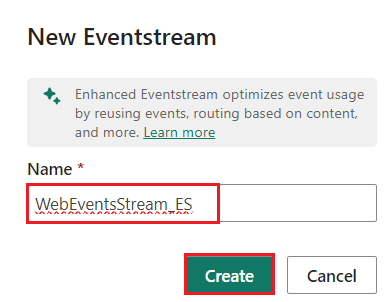 New Eventstream
Enhanced Eventstream optimizes event usage
by reusing events, routing based on content,
and more. Learn more
Name *
WebEventsStream_ES
Create Cancel